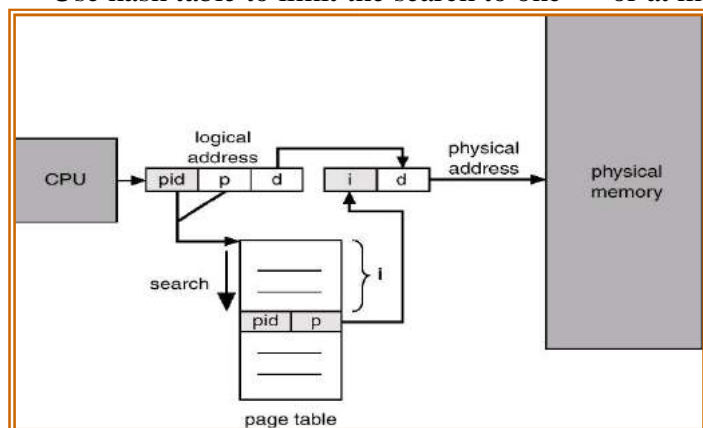 Use hash table to limit the search to one — or at m
logical
address
physical
address
physical
memory
CPU
pid p d
i d
search
i
pid p
page table